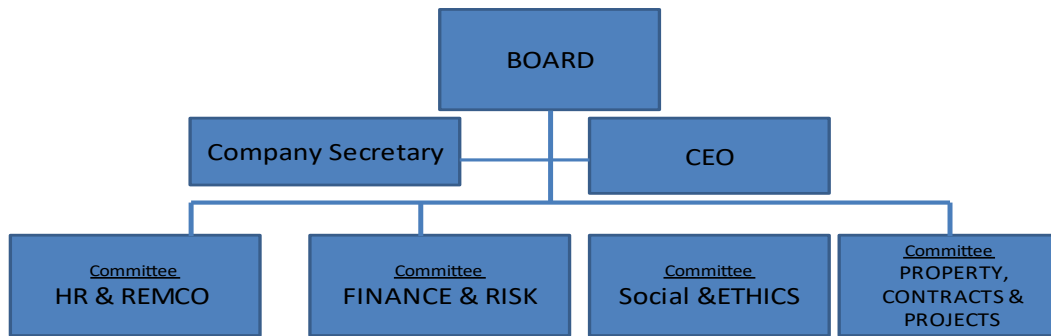 BOARD
Company Secretary
CEO
Committee
HR & REMCO
Committee
FINANCE & RISK
Committee
Social &ETHICS
Committee
PROPERTY,
CONTRACTS &
PROJECTS